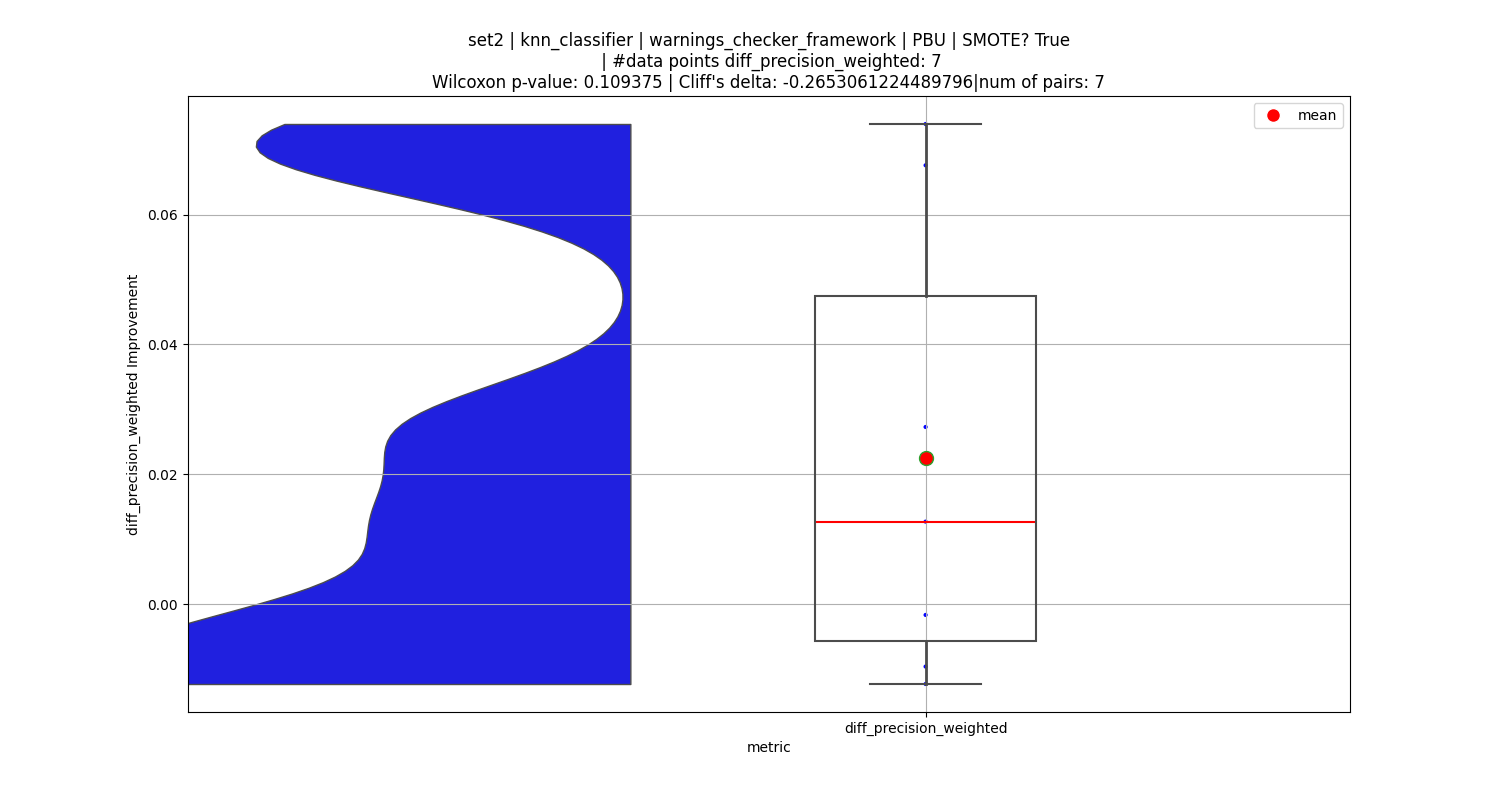 set2 | knn_classifier | warnings_checker_framework | PBU | SMOTE? True
| #data points diff_precision_weighted: 7
Wilcoxon p-value: 0.109375 | Cliff's delta: -0.2653061224489796|num of pairs: 7
mean
diff_precision_weighted Improvement
0.06
0.04
0.02
0.00
diff_precision_weighted
metric